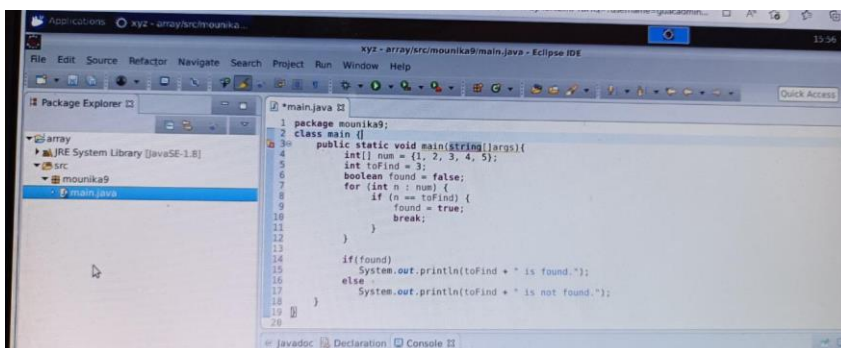 Applications
xyz - array/src/mounika...
15:56
xyz - array/src/mounika9/main.java - Eclipse IDE
File Edit Source Refactor Navigate Search Project Run Window Help
Quick Access
Package Explorer
*main.java
array
JRE System Library [JavaSE-1.8]
src
mounika9
main.java
1 package mounika9;
2 class main {
3 public static void main(string[]args){
4 int[] num = {1, 2, 3, 4, 5};
5 int toFind = 3;
6 boolean found = false;
7 for (int n : num) {
8 if (n == toFind) {
9 found = true;
10 break;
11 }
12 }
13
14 if(found)
15 System.out.println(toFind + " is found.");
16 else
17 System.out.println(toFind + " is not found.");
18 }
19 }
20
Javadoc Declaration Console